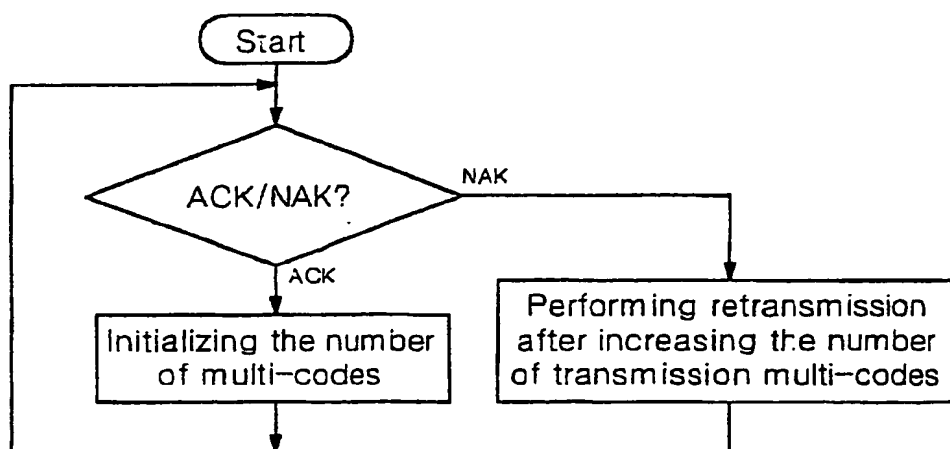 Start
ACK/NAK?
NAK
ACK
Initializing the number
of multi-codes
Performing retransmission
after increasing the number
of transmission multi-codes